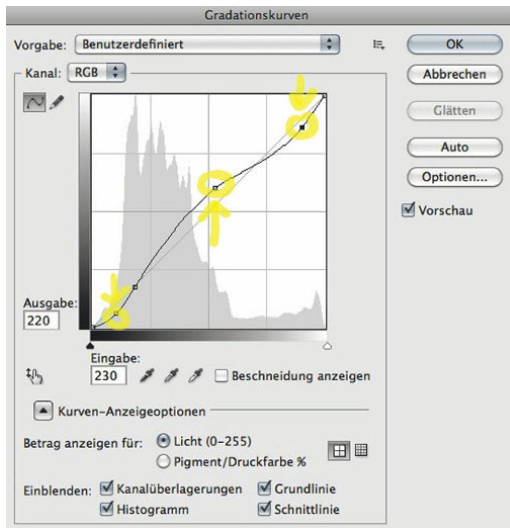 Gradationskurven
Vorgabe: Benutzerdefiniert
OK
Kanal: RGB
Abbrechen
Glätten
Auto
Optionen...
Vorschau
Ausgabe:
220
Eingabe:
230
Beschneidung anzeigen
Kurven-Anzeigeoptionen
Betrag anzeigen für: Licht (0-255)
Pigment/Druckfarbe %
Einblenden: Kanalüberlagerungen Grundlinie
Histogramm Schnittlinie